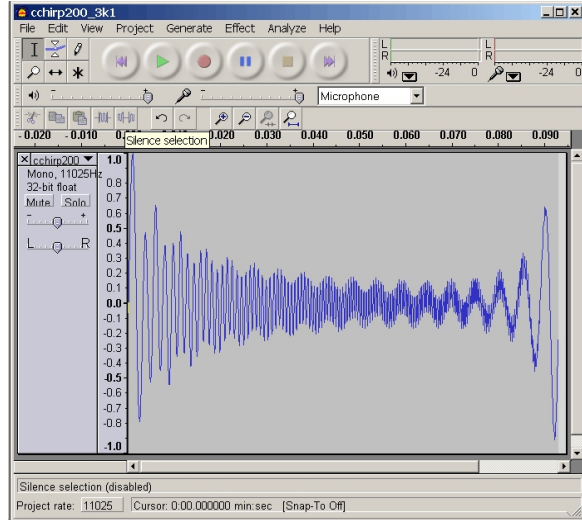 cchirp200_3k1
File Edit View Project Generate Effect Analyze Help
L
R
-24 0
L
R
-24 0
Microphone
-0.020 -0.010 0.030 0.040 0.050 0.060 0.070 0.080 0.090
Silence selection
cchirp200
Mono, 11025Hz
32-bit float
Mute Solo
- +
L R
1.0
0.8
0.7
0.6
0.5
0.4
0.3
0.2
0.1
0.0
-0.1
-0.2
-0.3
-0.4
-0.5
-0.6
-0.7
-0.8
-1.0
Silence selection (disabled)
Project rate: 11025 Cursor: 0:00.000000 min:sec [Snap-To Off]